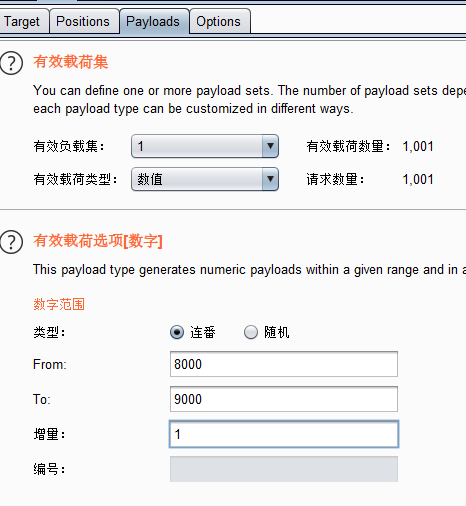 Target Positions Payloads Options
? 有效载荷集
You can define one or more payload sets. The number of payload sets depe
each payload type can be customized in different ways.
有效负载集： 1 有效载荷数量： 1,001
有效载荷类型： 数值 请求数量： 1,001
? 有效载荷选项[数字]
This payload type generates numeric payloads within a given range and in a
数字范围
类型： 连番 随机
From: 8000
To: 9000
增量： 1
编号：